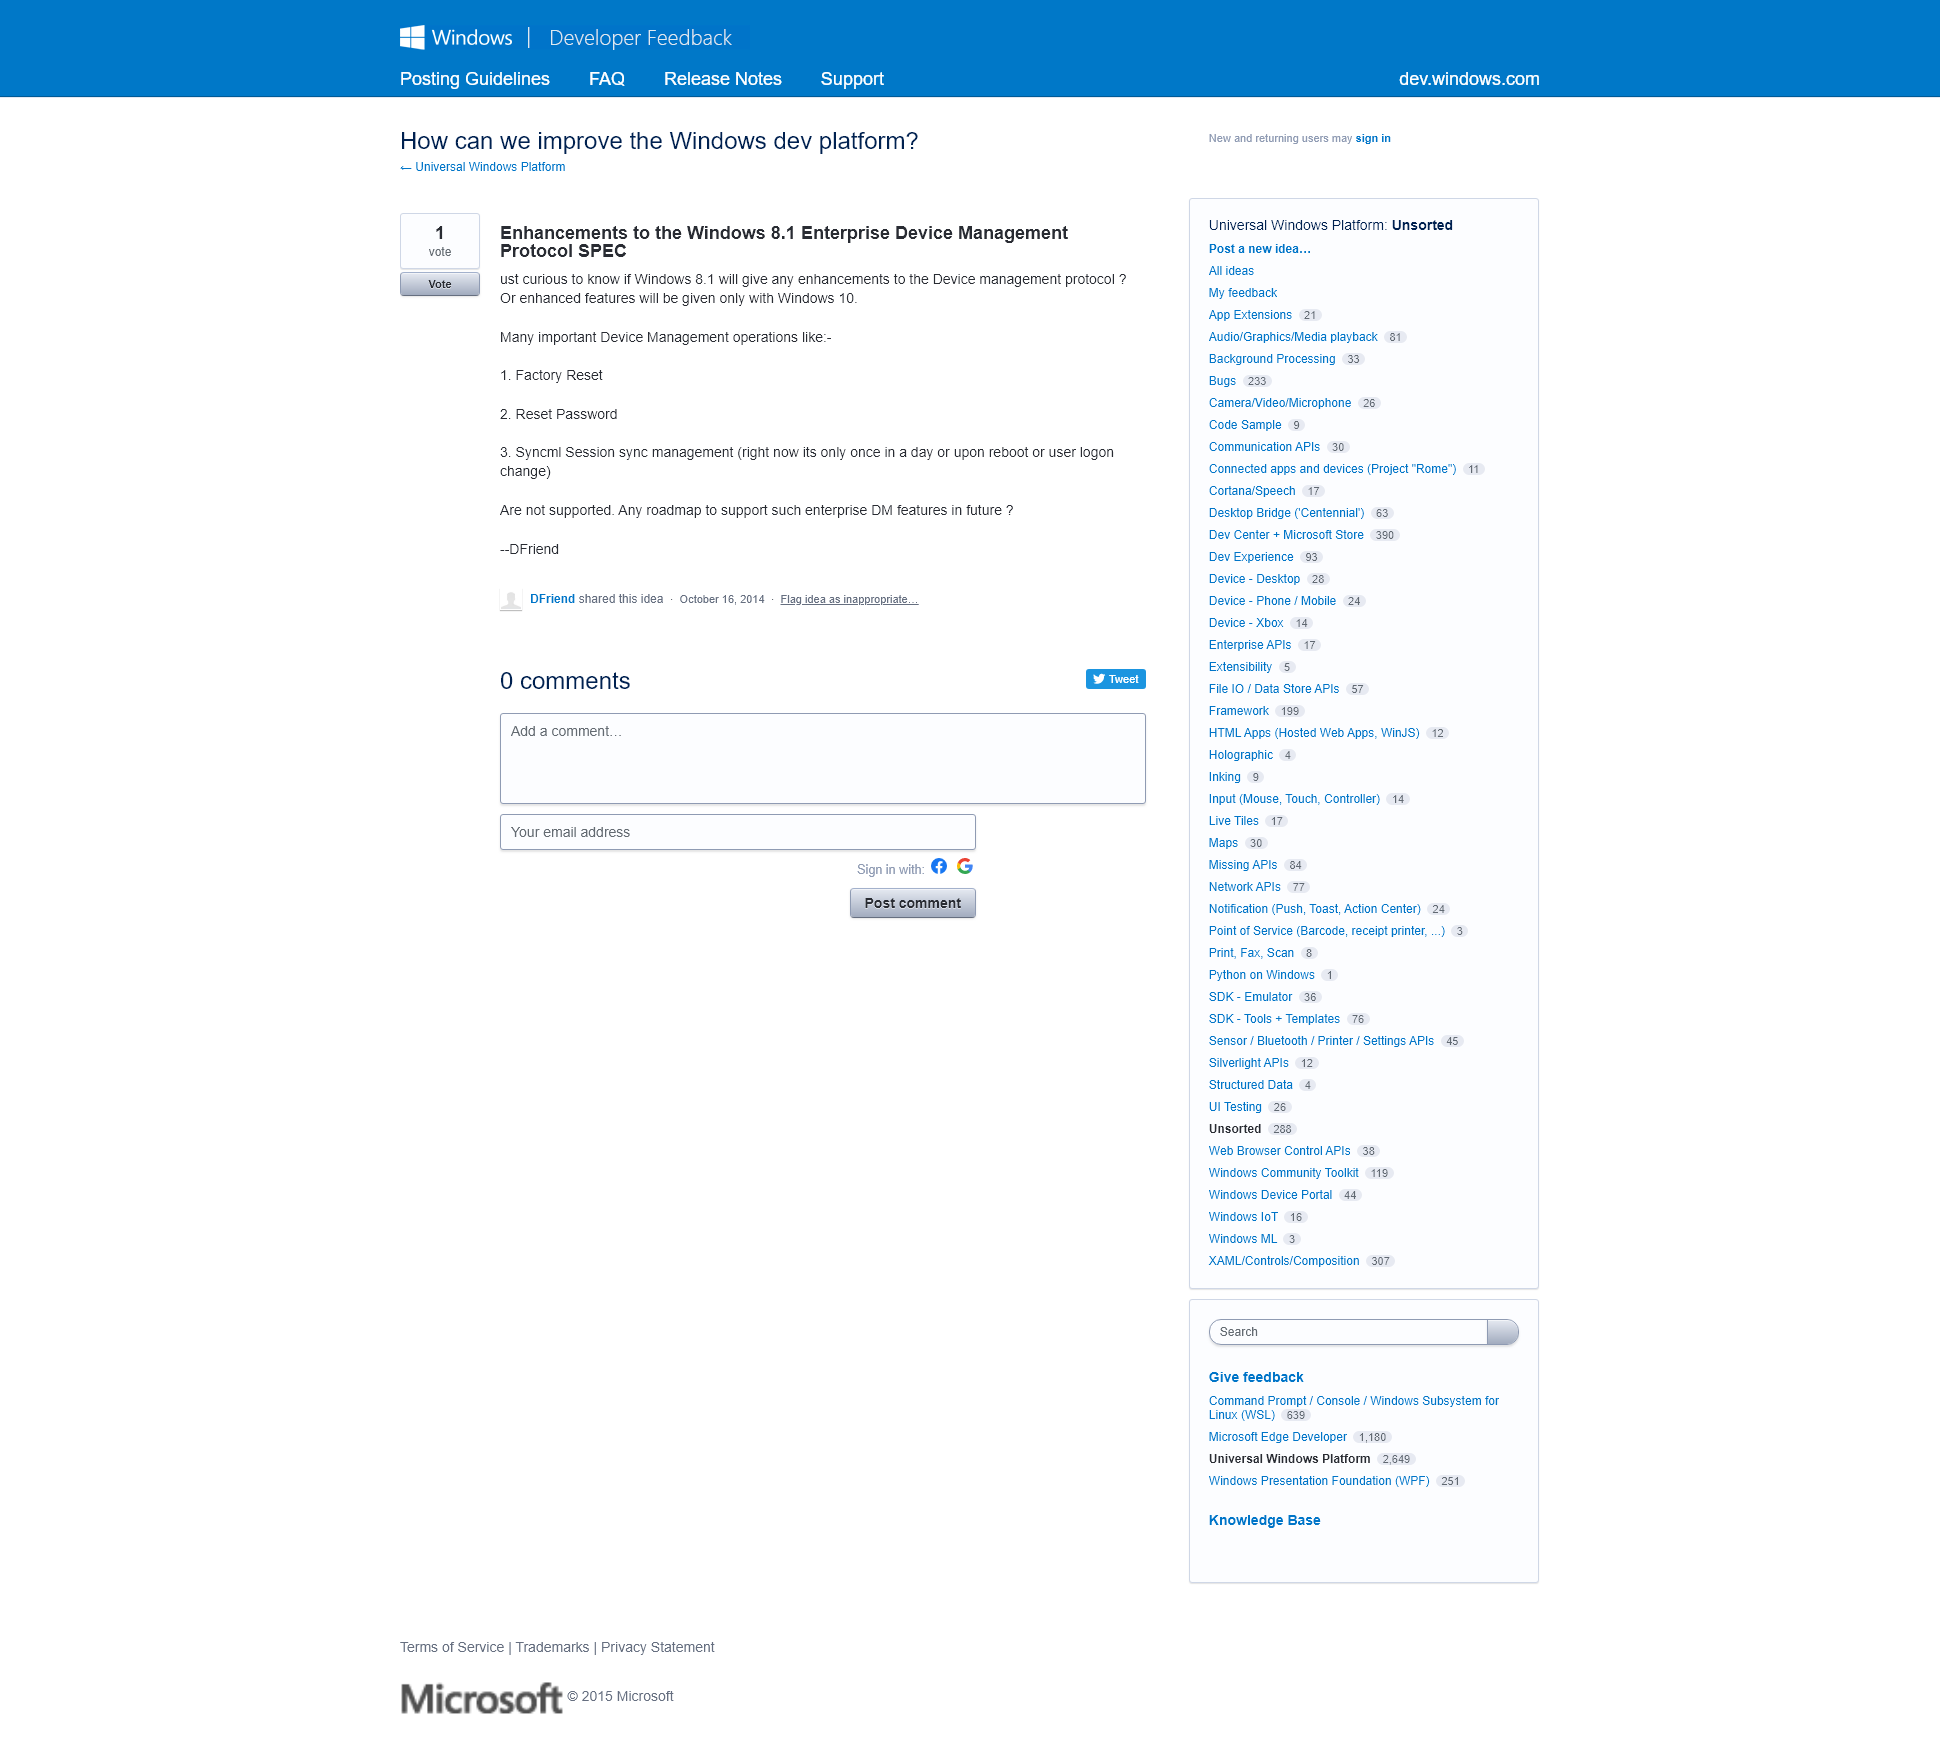 Windows | Developer Feedback
Posting Guidelines FAQ Release Notes Support dev.windows.com
How can we improve the Windows dev platform?
← Universal Windows Platform
New and returning users may sign in
1
vote
Vote
Enhancements to the Windows 8.1 Enterprise Device Management
Protocol SPEC
ust curious to know if Windows 8.1 will give any enhancements to the Device management protocol ?
Or enhanced features will be given only with Windows 10.
Many important Device Management operations like:-
1. Factory Reset
2. Reset Password
3. Syncml Session sync management (right now its only once in a day or upon reboot or user logon
change)
Are not supported. Any roadmap to support such enterprise DM features in future ?
--DFriend
DFriend shared this idea · October 16, 2014 · Flag idea as inappropriate…
0 comments
Tweet
Add a comment…
Your email address
Sign in with:
Post comment
Universal Windows Platform: Unsorted
Post a new idea…
All ideas
My feedback
App Extensions 21
Audio/Graphics/Media playback 81
Background Processing 33
Bugs 233
Camera/Video/Microphone 26
Code Sample 9
Communication APIs 30
Connected apps and devices (Project "Rome") 11
Cortana/Speech 17
Desktop Bridge ('Centennial') 63
Dev Center + Microsoft Store 390
Dev Experience 93
Device - Desktop 28
Device - Phone / Mobile 24
Device - Xbox 14
Enterprise APIs 17
Extensibility 5
File IO / Data Store APIs 57
Framework 199
HTML Apps (Hosted Web Apps, WinJS) 12
Holographic 4
Inking 9
Input (Mouse, Touch, Controller) 14
Live Tiles 17
Maps 30
Missing APIs 84
Network APIs 77
Notification (Push, Toast, Action Center) 24
Point of Service (Barcode, receipt printer, ...) 3
Print, Fax, Scan 8
Python on Windows 1
SDK - Emulator 36
SDK - Tools + Templates 76
Sensor / Bluetooth / Printer / Settings APIs 45
Silverlight APIs 12
Structured Data 4
UI Testing 26
Unsorted 288
Web Browser Control APIs 38
Windows Community Toolkit 119
Windows Device Portal 44
Windows IoT 16
Windows ML 3
XAML/Controls/Composition 307
Search
Give feedback
Command Prompt / Console / Windows Subsystem for
Linux (WSL) 639
Microsoft Edge Developer 1,180
Universal Windows Platform 2,649
Windows Presentation Foundation (WPF) 251
Knowledge Base
Terms of Service | Trademarks | Privacy Statement
Microsoft © 2015 Microsoft